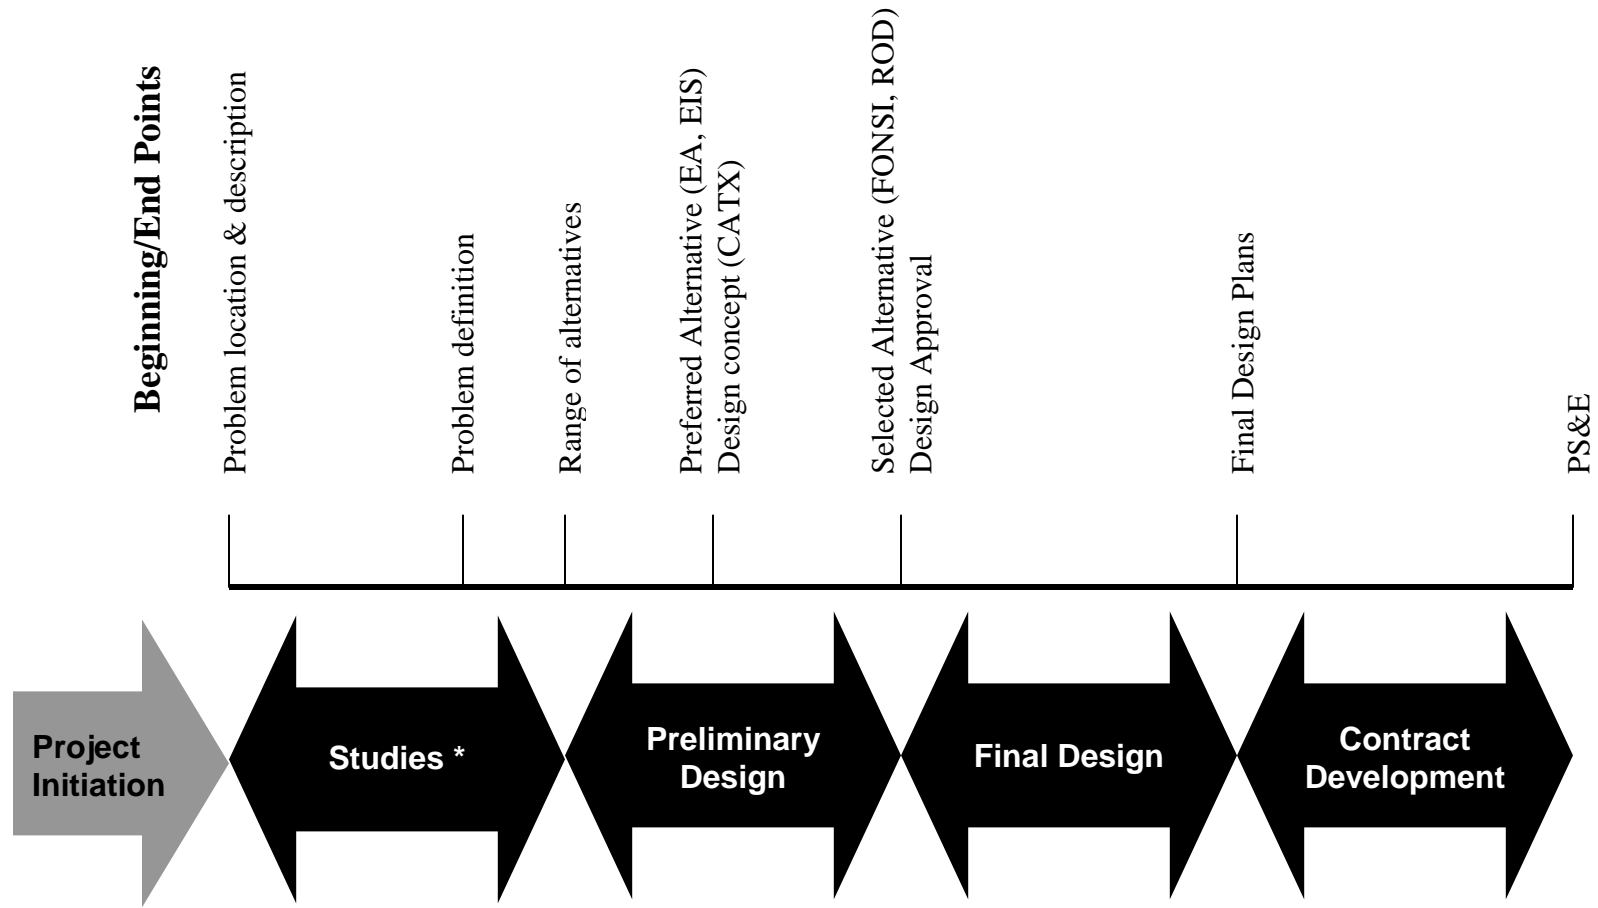 Beginning/End Points
Problem location & description
Problem definition
Range of alternatives
Preferred Alternative (EA, EIS)
Design concept (CATX)
Selected Alternative (FONSI, ROD)
Design Approval
Final Design Plans
PS&E
Project
Initiation
Studies *
Preliminary
Design
Final Design
Contract
Development